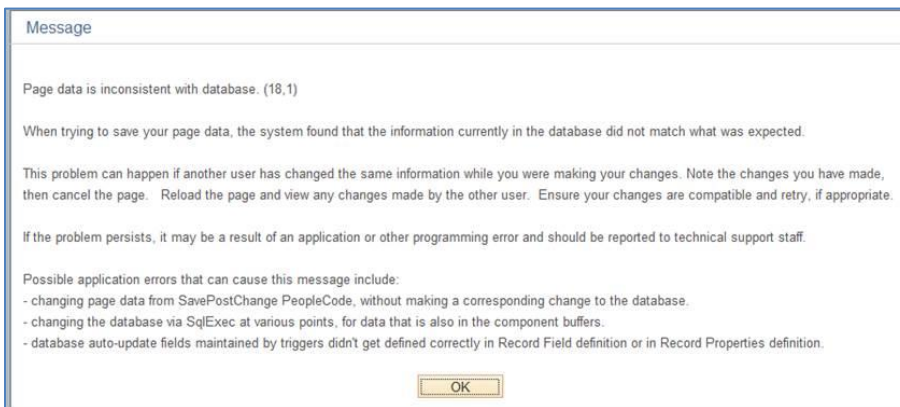 Message
Page data is inconsistent with database. (18,1)
When trying to save your page data, the system found that the information currently in the database did not match what was expected.
This problem can happen if another user has changed the same information while you were making your changes. Note the changes you have made,
then cancel the page. Reload the page and view any changes made by the other user. Ensure your changes are compatible and retry, if appropriate.
If the problem persists, it may be a result of an application or other programming error and should be reported to technical support staff.
Possible application errors that can cause this message include:
- changing page data from SavePostChange PeopleCode, without making a corresponding change to the database.
- changing the database via SqlExec at various points, for data that is also in the component buffers.
- database auto-update fields maintained by triggers didn't get defined correctly in Record Field definition or in Record Properties definition.
OK